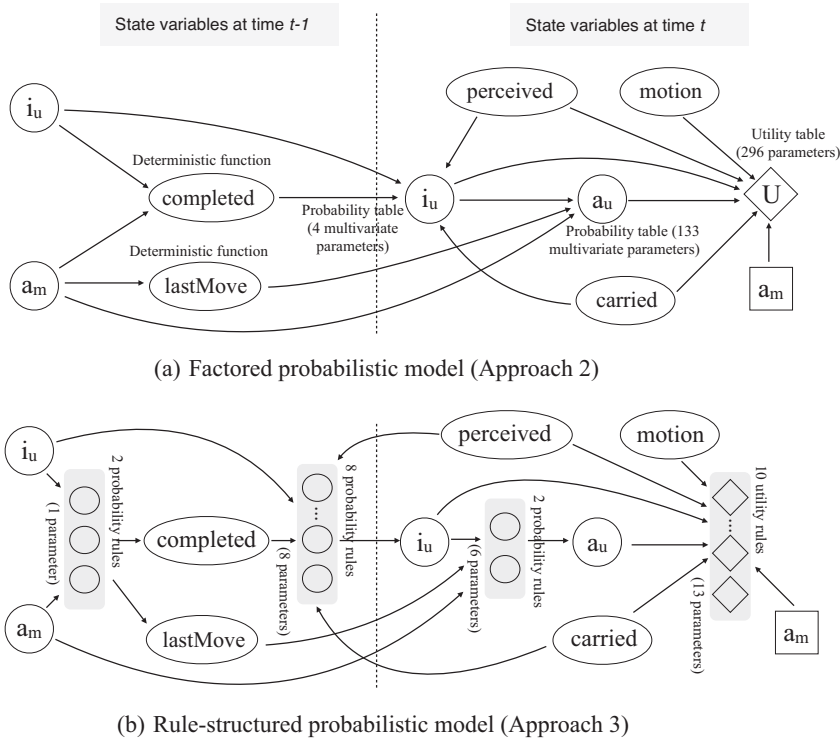 State variables at time t-1
State variables at time t
iu
perceived
motion
Utility table
(296 parameters)
Deterministic function
completed
Probability table
(4 multivariate
parameters)
iu
au
U
Probability table (133
multivariate parameters)
Deterministic function
am
lastMove
carried
am
(a) Factored probabilistic model (Approach 2)
iu
perceived
motion
2 probability rules
(1 parameter)
8 probability rules
(8 parameters)
2 probability rules
(6 parameters)
10 utility rules
(13 parameters)
...
...
completed
iu
au
am
lastMove
carried
am
(b) Rule-structured probabilistic model (Approach 3)